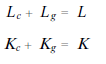 L_c + L_g = L
K_c + K_g = K